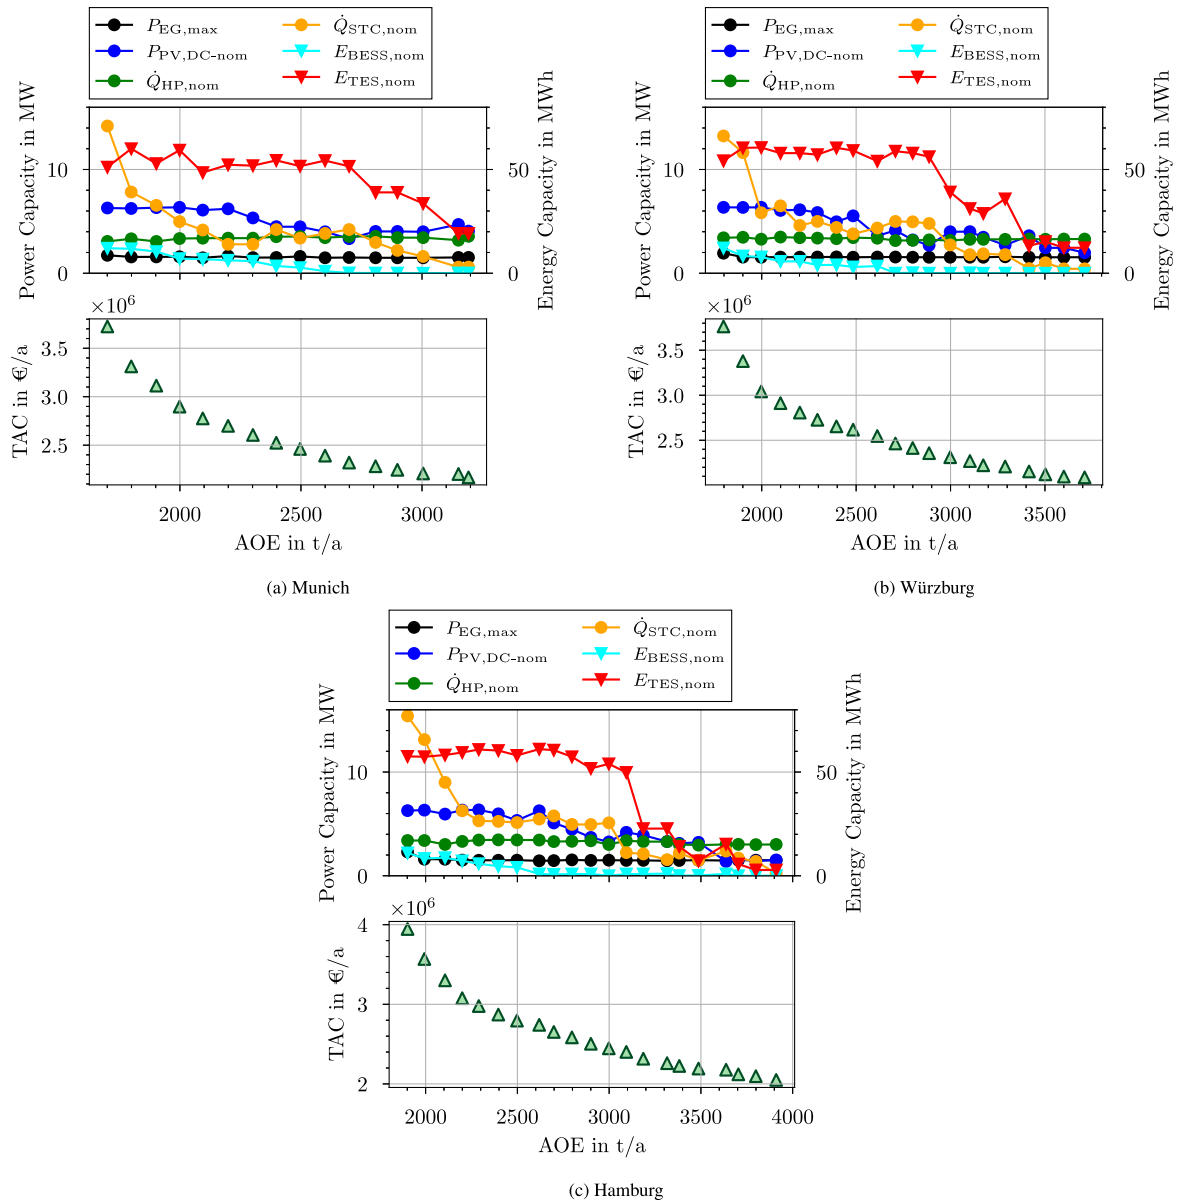 P_EG,max
P_PV,DC-nom
Q̇_HP,nom
Q̇_STC,nom
E_BESS,nom
E_TES,nom
Power Capacity in MW
10
0
50
0
Energy Capacity in MWh
×10⁶
TAC in €/a
3.5
3.0
2.5
2000 2500 3000
AOE in t/a
(a) Munich
P_EG,max
P_PV,DC-nom
Q̇_HP,nom
Q̇_STC,nom
E_BESS,nom
E_TES,nom
Power Capacity in MW
10
0
50
0
Energy Capacity in MWh
×10⁶
TAC in €/a
3.5
3.0
2.5
2000 2500 3000 3500
AOE in t/a
(b) Würzburg
P_EG,max
P_PV,DC-nom
Q̇_HP,nom
Q̇_STC,nom
E_BESS,nom
E_TES,nom
Power Capacity in MW
10
0
50
0
Energy Capacity in MWh
×10⁶
TAC in €/a
4
3
2
2000 2500 3000 3500 4000
AOE in t/a
(c) Hamburg